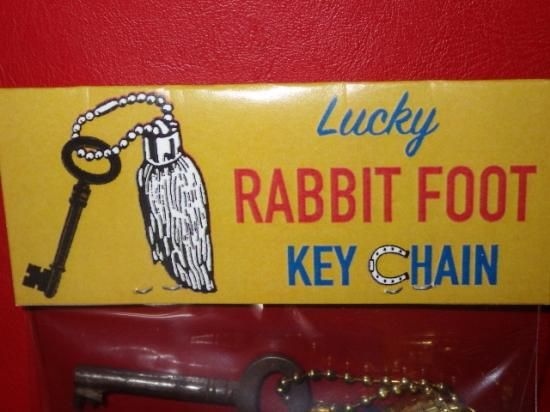 Lucky
RABBIT FOOT
KEY CHAIN